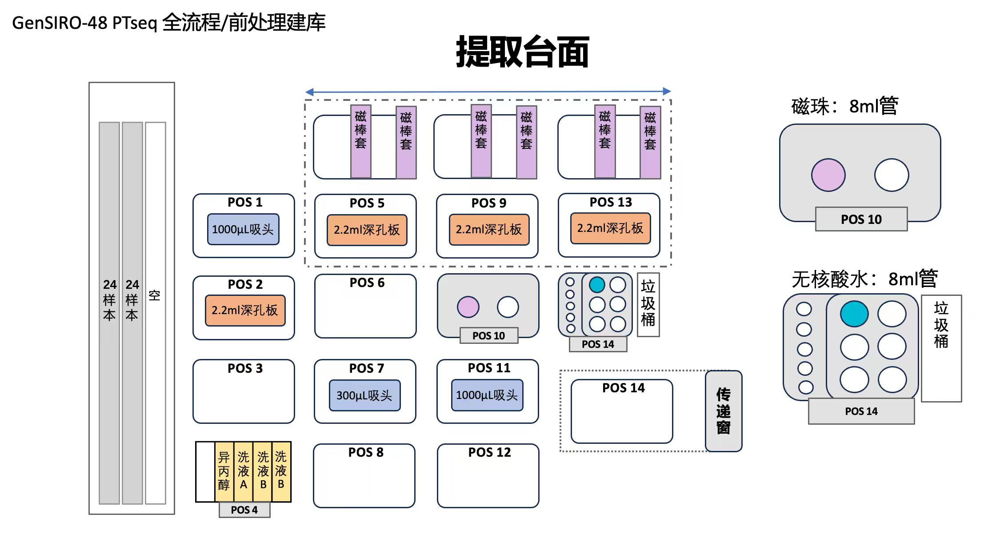 GenSIRO-48 PTseq 全流程/前处理建库
提取台面
24样本
24样本
空
磁棒套
磁棒套
磁棒套
磁棒套
磁棒套
磁棒套
POS 1
1000μL吸头
POS 5
2.2ml深孔板
POS 9
2.2ml深孔板
POS 13
2.2ml深孔板
POS 2
2.2ml深孔板
POS 6
POS 10
POS 14
垃圾桶
POS 3
POS 7
300μL吸头
POS 11
1000μL吸头
POS 14
传递窗
异丙醇
洗液A
洗液B
洗液B
POS 4
POS 8
POS 12
磁珠：8ml管
POS 10
无核酸水：8ml管
垃圾桶
POS 14